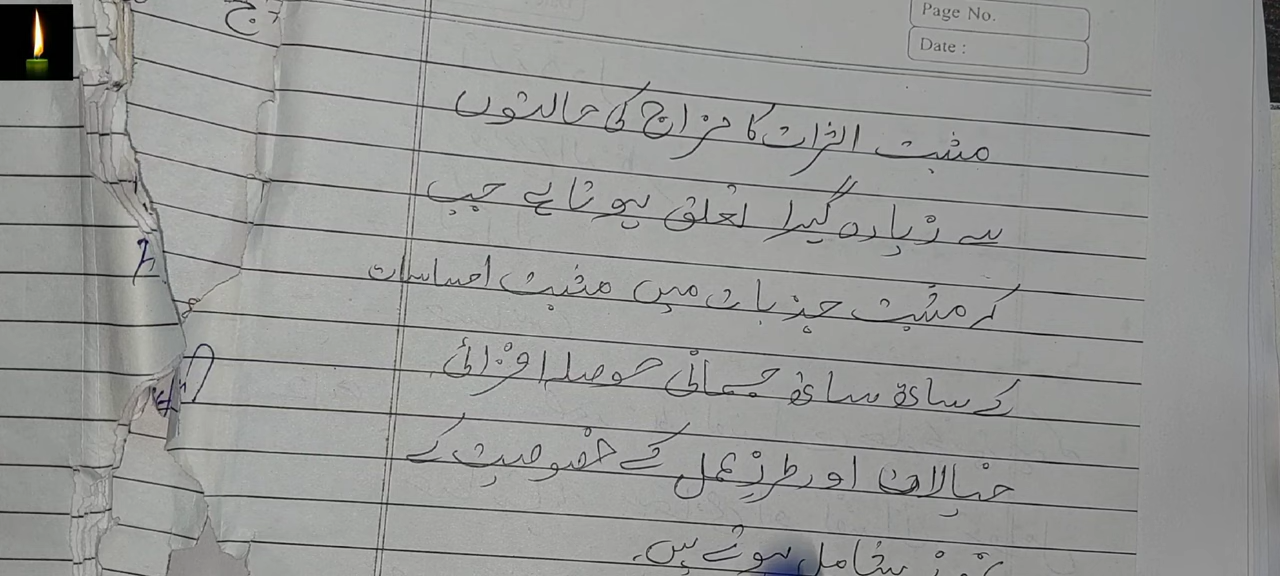 Page No.
Date :
مثبت اثرات کا مزاج کی حالتوں
سے زیادہ گہرا تعلق ہوتا ہے جب
کہ مثبت جذبات میں مثبت احساسات
کے ساتھ ساتھ جسمانی حوصلہ افزائی
خیالات اور طرز عمل کے خصوصیت کے
شامل ہوتے ہیں۔